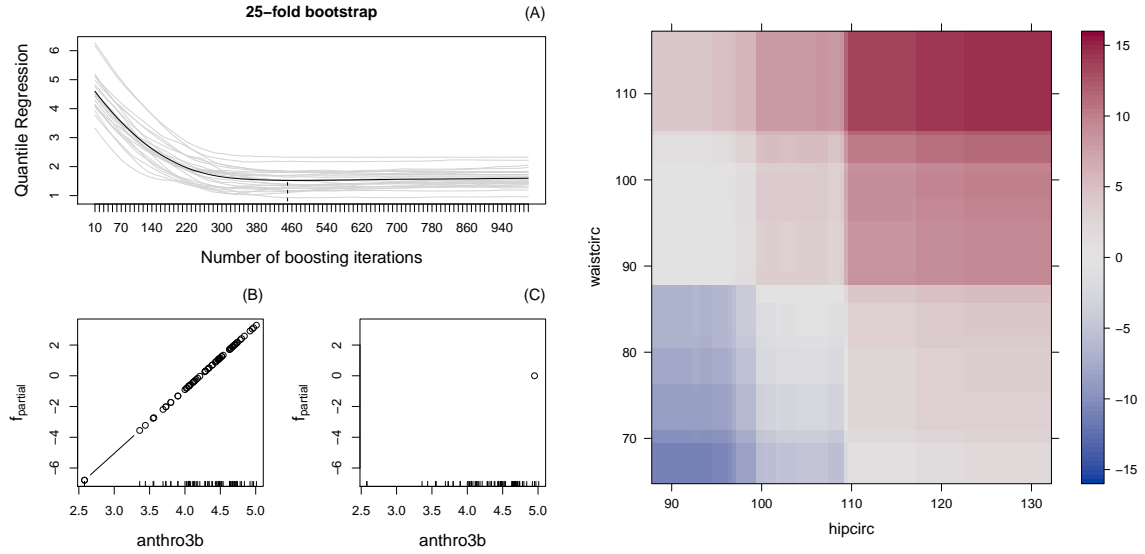 25−fold bootstrap
(A)
Quantile Regression
6
5
4
3
2
1
10 70 140 220 300 380 460 540 620 700 780 860 940
Number of boosting iterations
(B)
f_partial
2
0
−2
−4
−6
2.5 3.0 3.5 4.0 4.5 5.0
anthro3b
(C)
f_partial
2
0
−2
−4
−6
2.5 3.0 3.5 4.0 4.5 5.0
anthro3b
waistcirc
110
100
90
80
70
90 100 110 120 130
hipcirc
15
10
5
0
−5
−10
−15